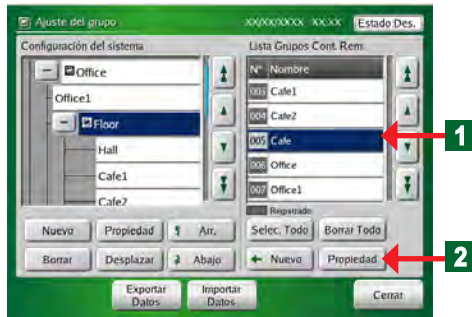 Ajuste del grupo XX/XX/XXXX XX:XX Estado Des.
Configuración del sistema
Office
Office1
Floor
Hall
Cafe1
Cafe2
Nuevo Propiedad Arr.
Borrar Desplazar Abajo
Lista Grupos Cont. Rem.
Nº Nombre
003 Cafe1
004 Cafe2
005 Cafe
006 Office
007 Office1
Registrado
Selec. Todo Borrar Todo
Nuevo Propiedad
1
2
Exportar
Datos
Importar
Datos
Cerrar